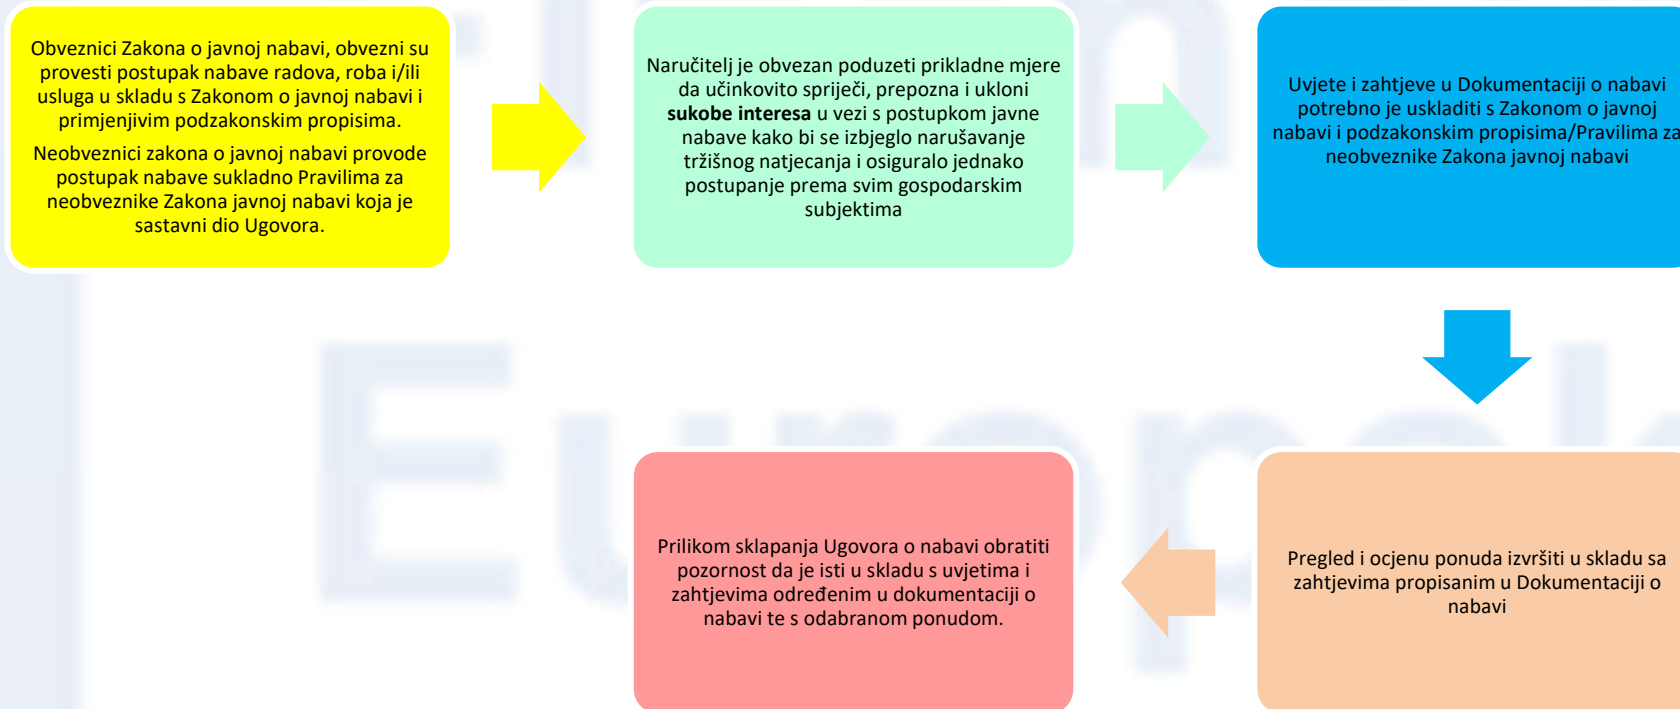 Obveznici Zakona o javnoj nabavi, obvezni su
provesti postupak nabave radova, roba i/ili
usluga u skladu s Zakonom o javnoj nabavi i
primjenjivim podzakonskim propisima.
Neobveznici zakona o javnoj nabavi provode
postupak nabave sukladno Pravilima za
neobveznike Zakona javnoj nabavi koja je
sastavni dio Ugovora.
Naručitelj je obvezan poduzeti prikladne mjere
da učinkovito spriječi, prepozna i ukloni
sukobe interesa u vezi s postupkom javne
nabave kako bi se izbjeglo narušavanje
tržišnog natjecanja i osiguralo jednako
postupanje prema svim gospodarskim
subjektima
Uvjete i zahtjeve u Dokumentaciji o nabavi
potrebno je uskladiti s Zakonom o javnoj
nabavi i podzakonskim propisima/Pravilima za
neobveznike Zakona javnoj nabavi
Pregled i ocjenu ponuda izvršiti u skladu sa
zahtjevima propisanim u Dokumentaciji o
nabavi
Prilikom sklapanja Ugovora o nabavi obratiti
pozornost da je isti u skladu s uvjetima i
zahtjevima određenim u dokumentaciji o
nabavi te s odabranom ponudom.